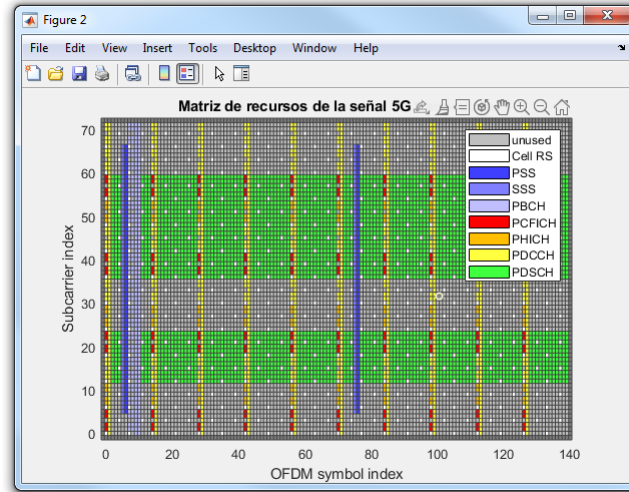 Figure 2
File Edit View Insert Tools Desktop Window Help
Matriz de recursos de la señal 5G
unused
Cell RS
PSS
SSS
PBCH
PCFICH
PHICH
PDCCH
PDSCH
70
60
50
40
30
20
10
0
Subcarrier index
0 20 40 60 80 100 120 140
OFDM symbol index